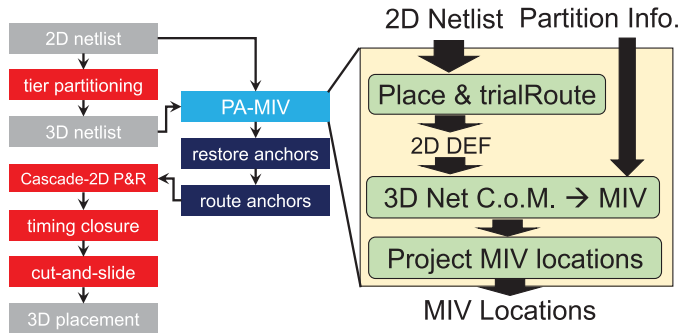 2D netlist
tier partitioning
3D netlist
Cascade-2D P&R
timing closure
cut-and-slide
3D placement
PA-MIV
restore anchors
route anchors
2D Netlist
Partition Info.
Place & trialRoute
2D DEF
3D Net C.o.M. → MIV
Project MIV locations
MIV Locations